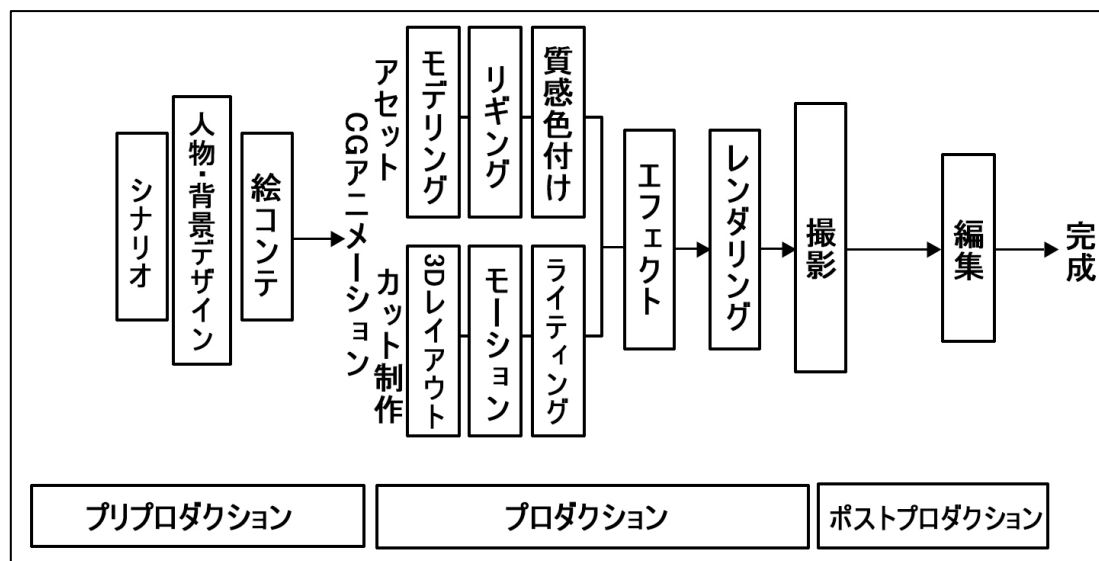 シナリオ
人物・背景デザイン
絵コンテ
CGアニメーション
アセット
モデリング
リギング
質感色付け
カット制作
3Dレイアウト
モーション
ライティング
エフェクト
レンダリング
撮影
編集
完成
プリプロダクション
プロダクション
ポストプロダクション